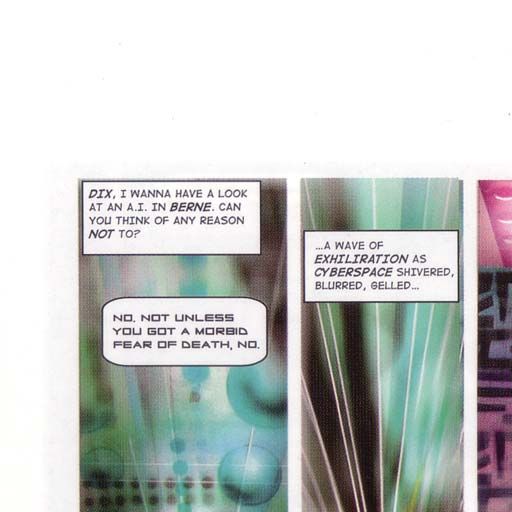 DIX, I WANNA HAVE A LOOK
AT AN A.I. IN BERNE. CAN
YOU THINK OF ANY REASON
NOT TO?
NO. NOT UNLESS
YOU GOT A MORBID
FEAR OF DEATH, NO.
...A WAVE OF
EXHILIRATION AS
CYBERSPACE SHIVERED,
BLURRED, GELLED...